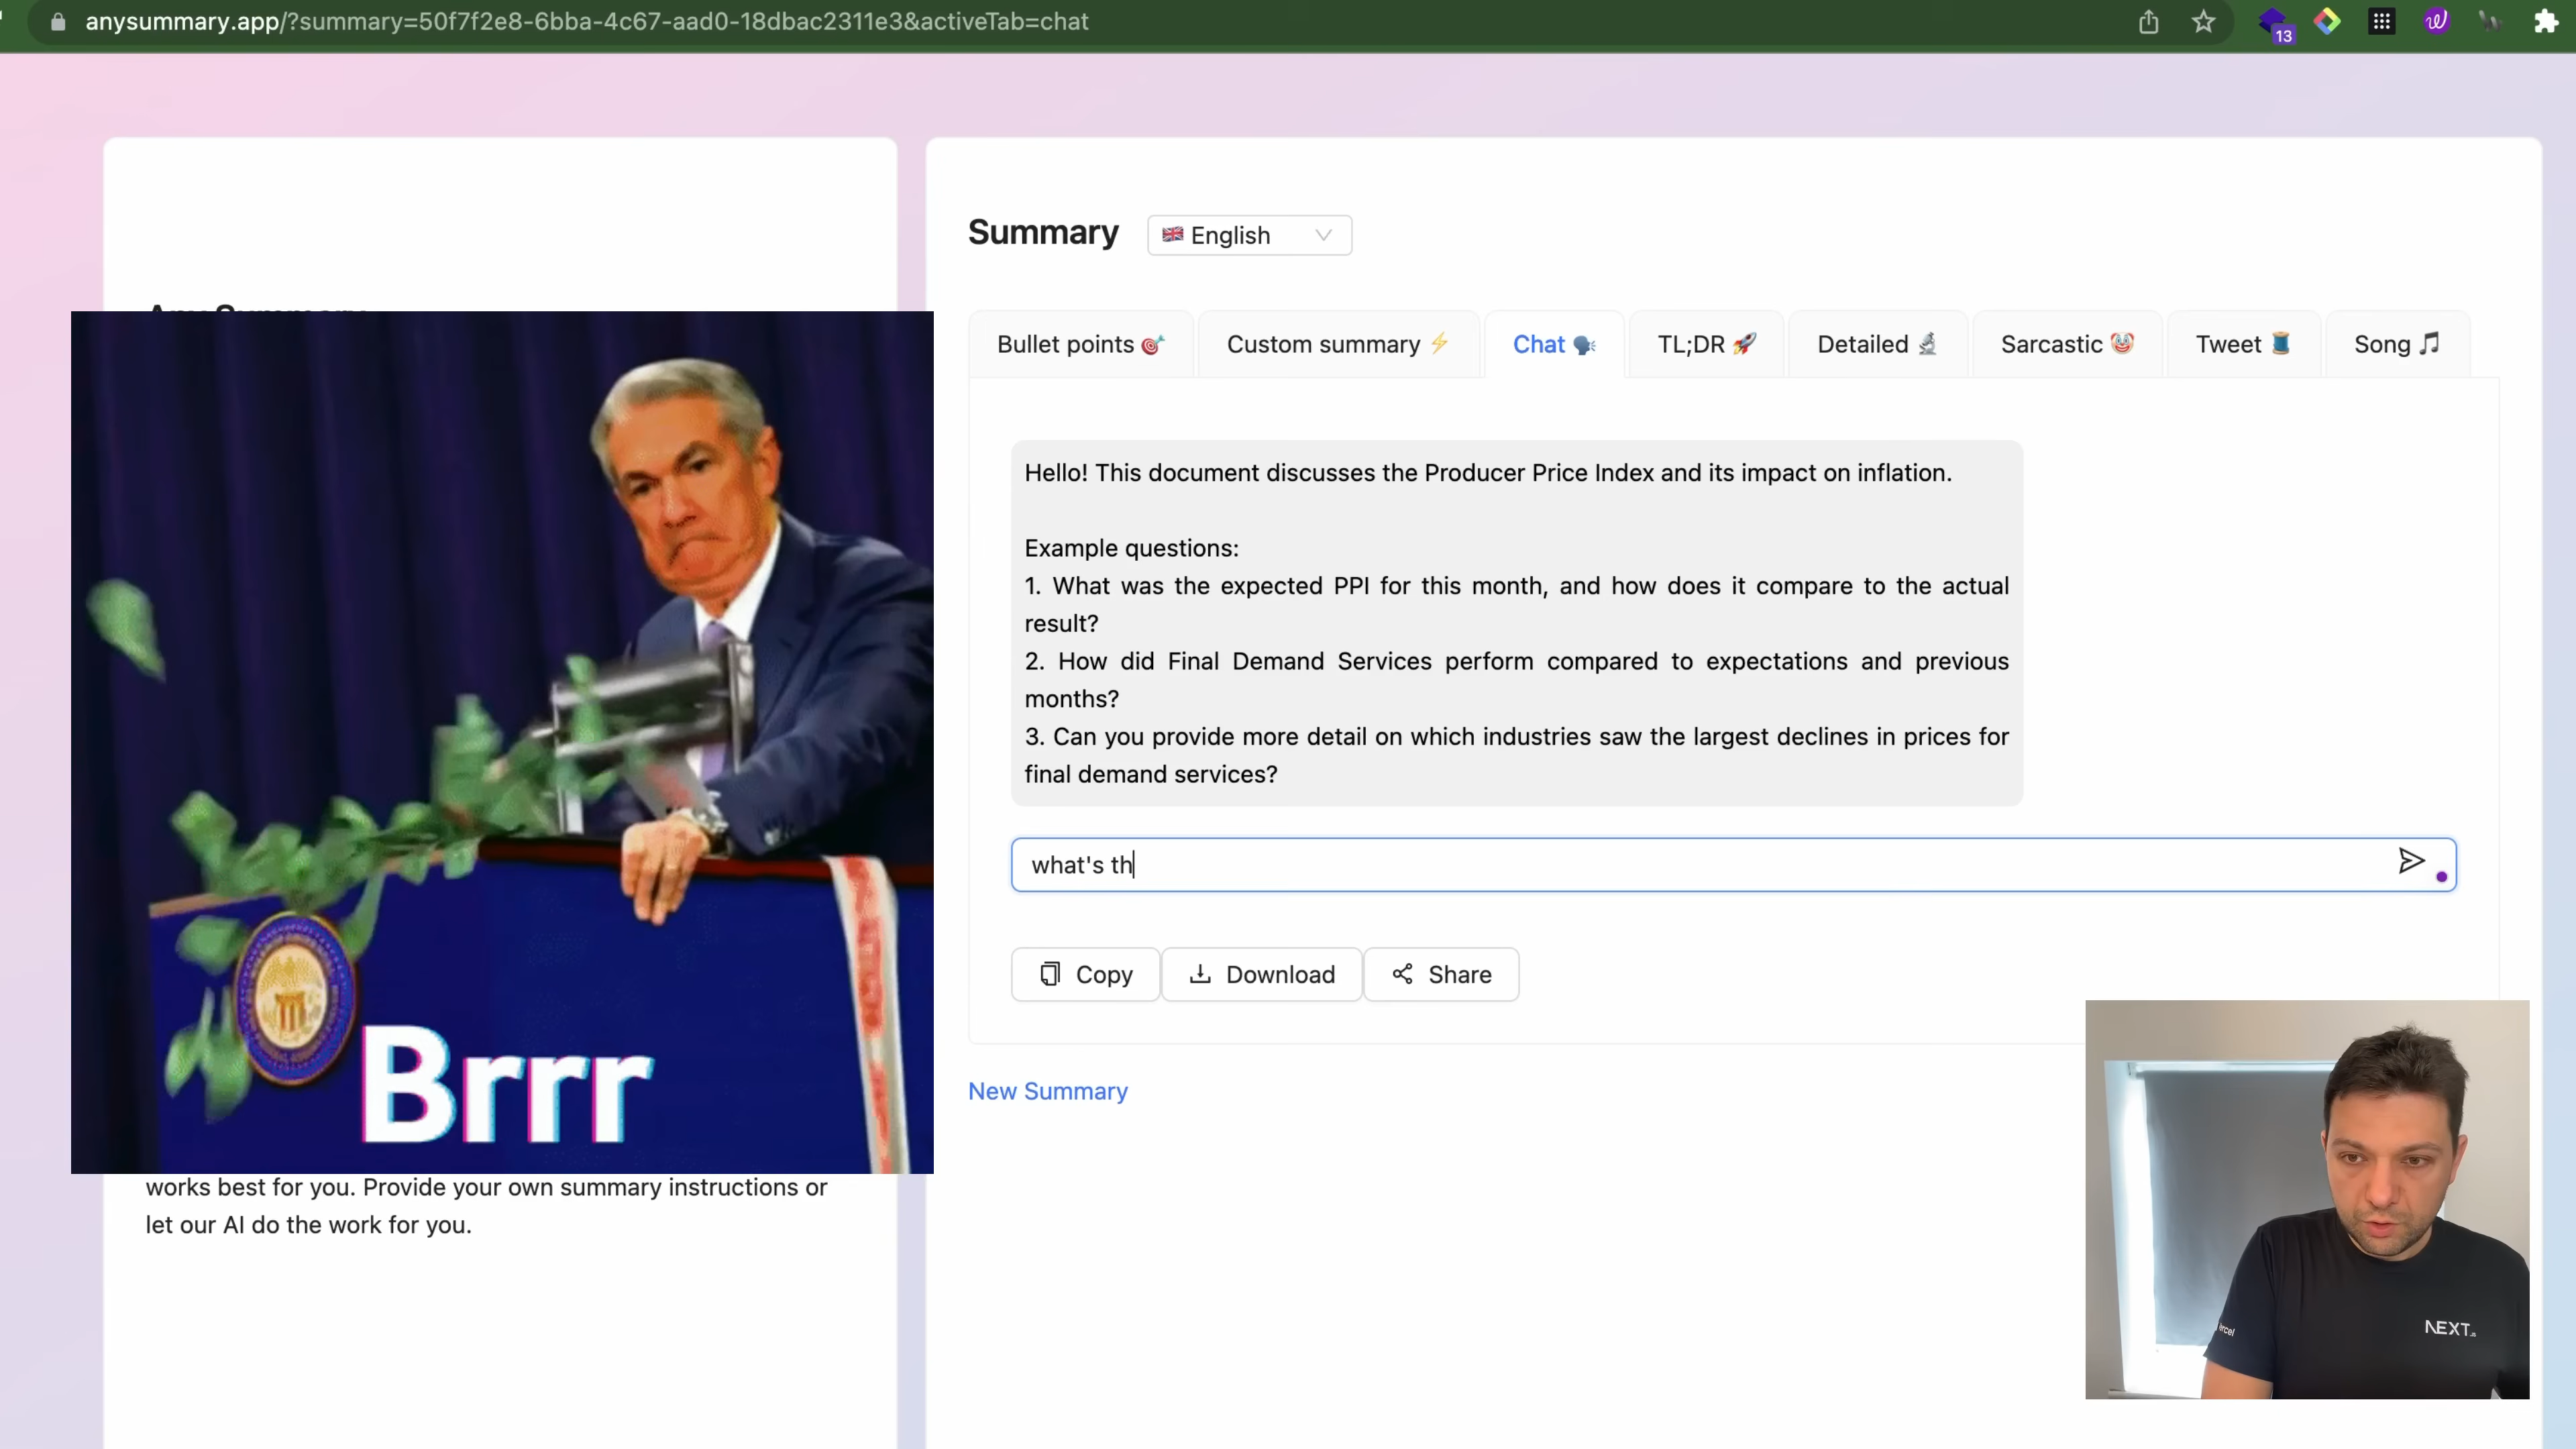 anysummary.app/?summary=50f7f2e8-6bba-4c67-aad0-18dbac2311e3&activeTab=chat
13
Summary
English
Bullet points
Custom summary
Chat
TL;DR
Detailed
Sarcastic
Tweet
Song
Hello! This document discusses the Producer Price Index and its impact on inflation.
Example questions:
1. What was the expected PPI for this month, and how does it compare to the actual
result?
2. How did Final Demand Services perform compared to expectations and previous
months?
3. Can you provide more detail on which industries saw the largest declines in prices for
final demand services?
what's th
Copy
Download
Share
New Summary
Brrr
works best for you. Provide your own summary instructions or
let our AI do the work for you.
NEXT